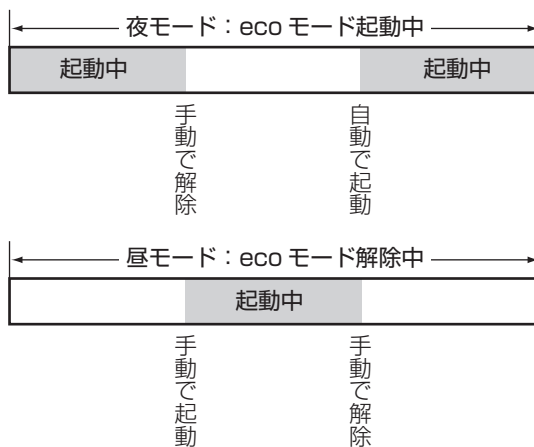 夜モード：eco モード起動中
起動中
起動中
手動で解除
自動で起動
昼モード：eco モード解除中
起動中
手動で起動
手動で解除